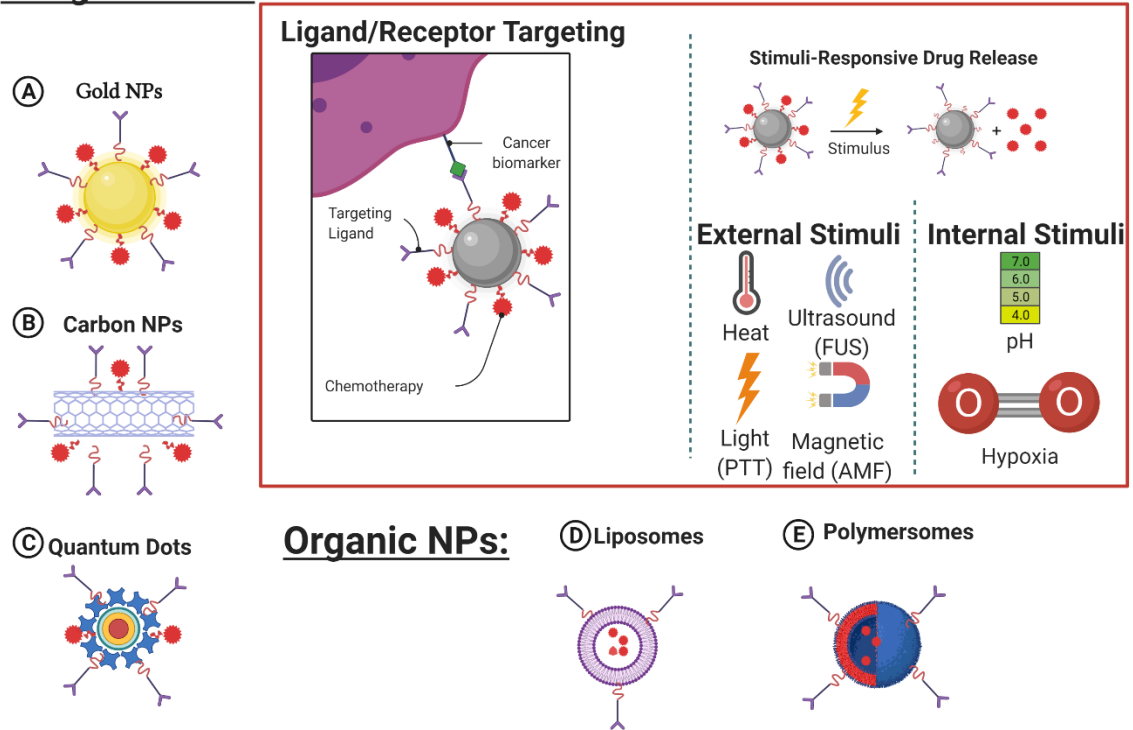 Ligand/Receptor Targeting
Cancer
biomarker
Targeting
Ligand
Chemotherapy
Stimuli-Responsive Drug Release
Stimulus
+
External Stimuli
Heat
Ultrasound
(FUS)
Light
(PTT)
Magnetic
field (AMF)
Internal Stimuli
7.0
6.0
5.0
4.0
pH
O O
Hypoxia
A Gold NPs
B Carbon NPs
C Quantum Dots
Organic NPs:
D Liposomes
E Polymersomes